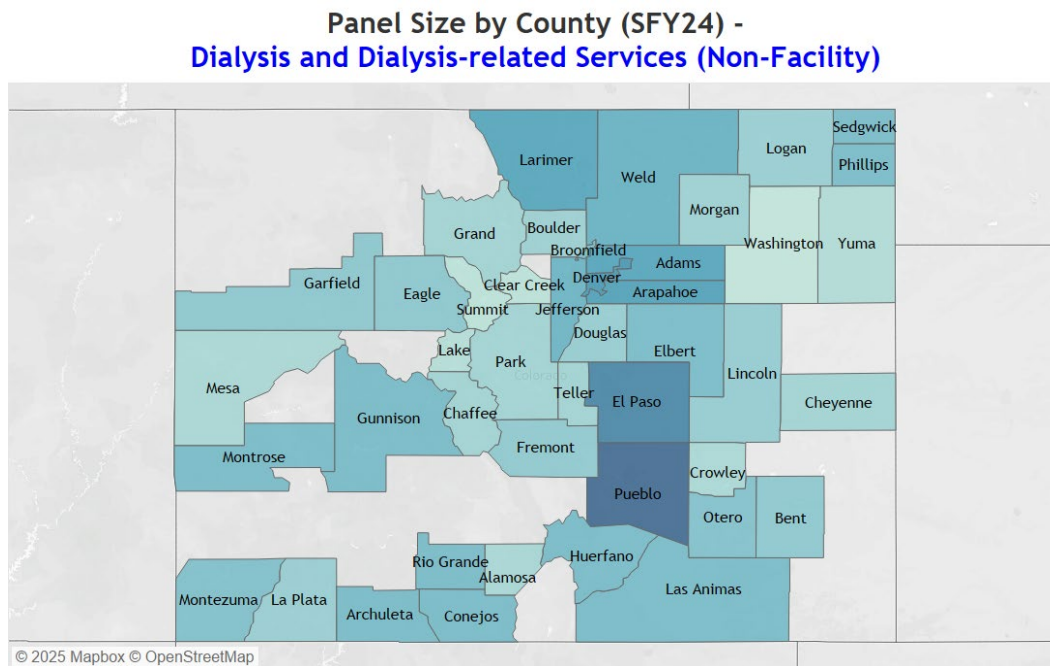 Panel Size by County (SFY24) -
Dialysis and Dialysis-related Services (Non-Facility)
Sedgwick
Logan
Larimer
Phillips
Weld
Morgan
Boulder
Grand
Washington
Yuma
Broomfield
Adams
Denver
Garfield
Clear Creek
Eagle
Arapahoe
Summit
Jefferson
Douglas
Lake
Elbert
Park
Lincoln
Colorado
Mesa
Teller
El Paso
Cheyenne
Chaffee
Gunnison
Fremont
Montrose
Crowley
Pueblo
Otero
Bent
Huerfano
Rio Grande
Alamosa
Las Animas
Montezuma
La Plata
Archuleta
Conejos
© 2025 Mapbox © OpenStreetMap